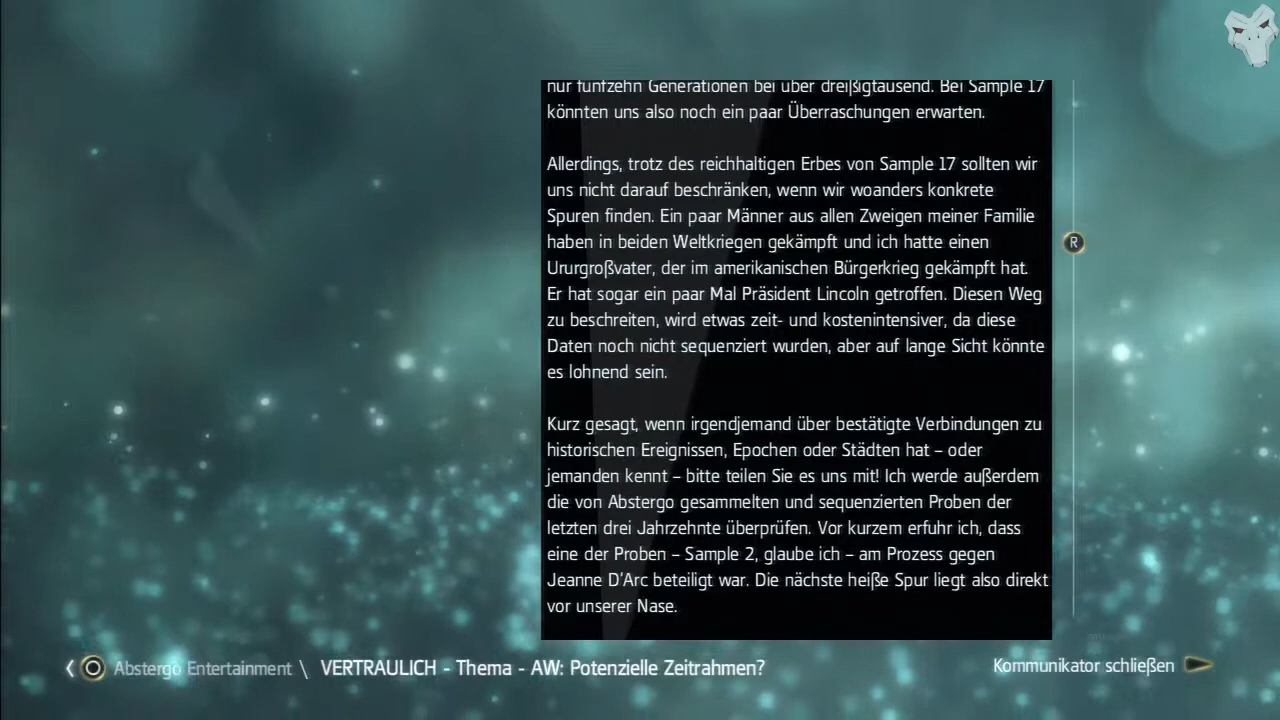 nur fünfzehn Generationen bei über dreißigtausend. Bei Sample 17
könnten uns also noch ein paar Überraschungen erwarten.
Allerdings, trotz des reichhaltigen Erbes von Sample 17 sollten wir
uns nicht darauf beschränken, wenn wir woanders konkrete
Spuren finden. Ein paar Männer aus allen Zweigen meiner Familie
haben in beiden Weltkriegen gekämpft und ich hatte einen
Ururgroßvater, der im amerikanischen Bürgerkrieg gekämpft hat.
Er hat sogar ein paar Mal Präsident Lincoln getroffen. Diesen Weg
zu beschreiten, wird etwas zeit- und kostenintensiver, da diese
Daten noch nicht sequenziert wurden, aber auf lange Sicht könnte
es lohnend sein.
Kurz gesagt, wenn irgendjemand über bestätigte Verbindungen zu
historischen Ereignissen, Epochen oder Städten hat – oder
jemanden kennt – bitte teilen Sie es uns mit! Ich werde außerdem
die von Abstergo gesammelten und sequenzierten Proben der
letzten drei Jahrzehnte überprüfen. Vor kurzem erfuhr ich, dass
eine der Proben – Sample 2, glaube ich – am Prozess gegen
Jeanne D'Arc beteiligt war. Die nächste heiße Spur liegt also direkt
vor unserer Nase.
R
Abstergo Entertainment \ VERTRAULICH - Thema - AW: Potenzielle Zeitrahmen?
Kommunikator schließen